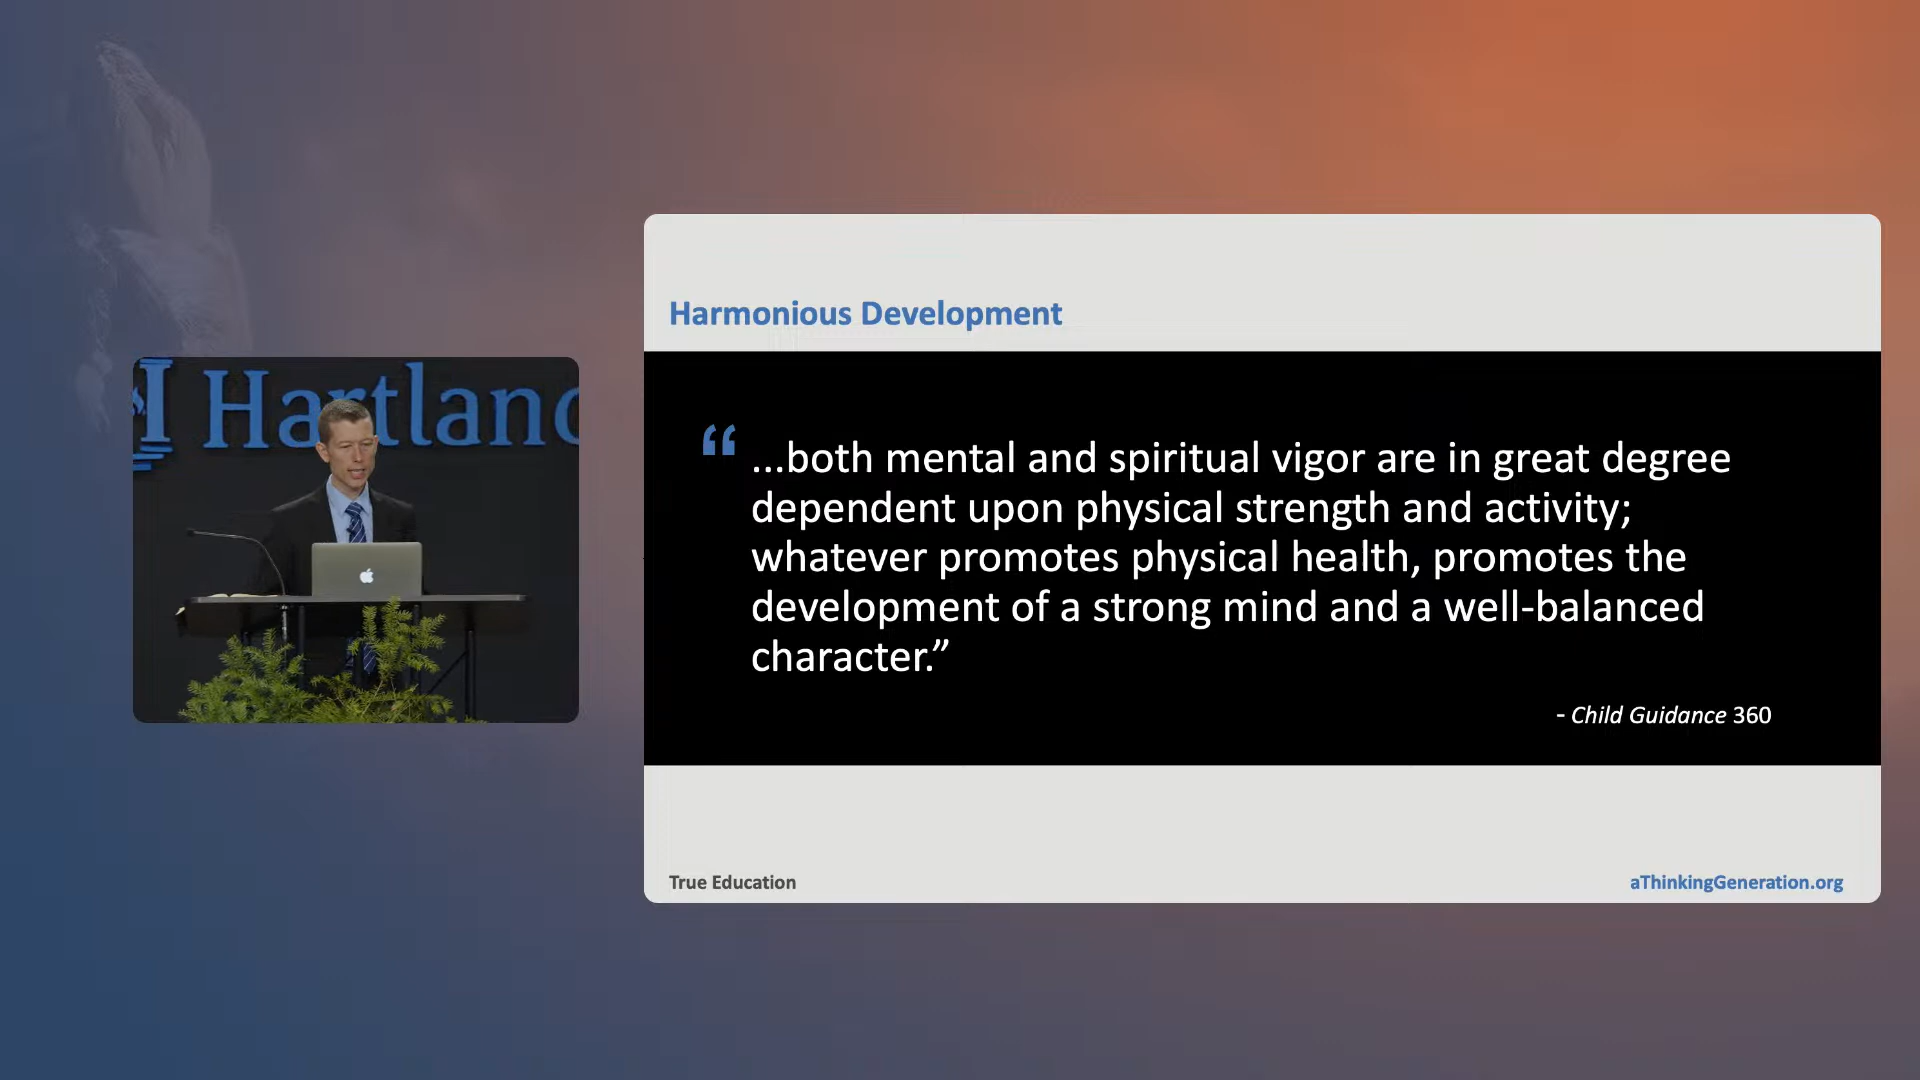 Hartlan
Harmonious Development
“ ...both mental and spiritual vigor are in great degree
dependent upon physical strength and activity;
whatever promotes physical health, promotes the
development of a strong mind and a well-balanced
character.”
- Child Guidance 360
True Education
aThinkingGeneration.org